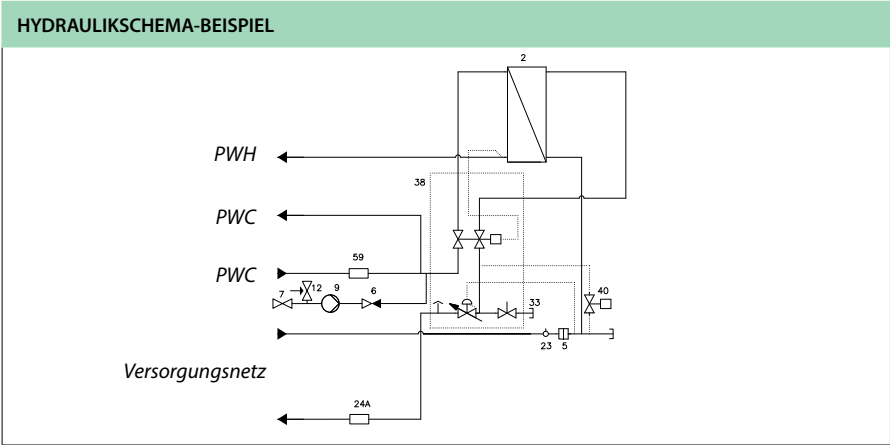 HYDRAULIKSCHEMA-BEISPIEL
2
PWH
38
PWC
59
PWC
7
12
9
6
40
33
23
5
Versorgungsnetz
24A